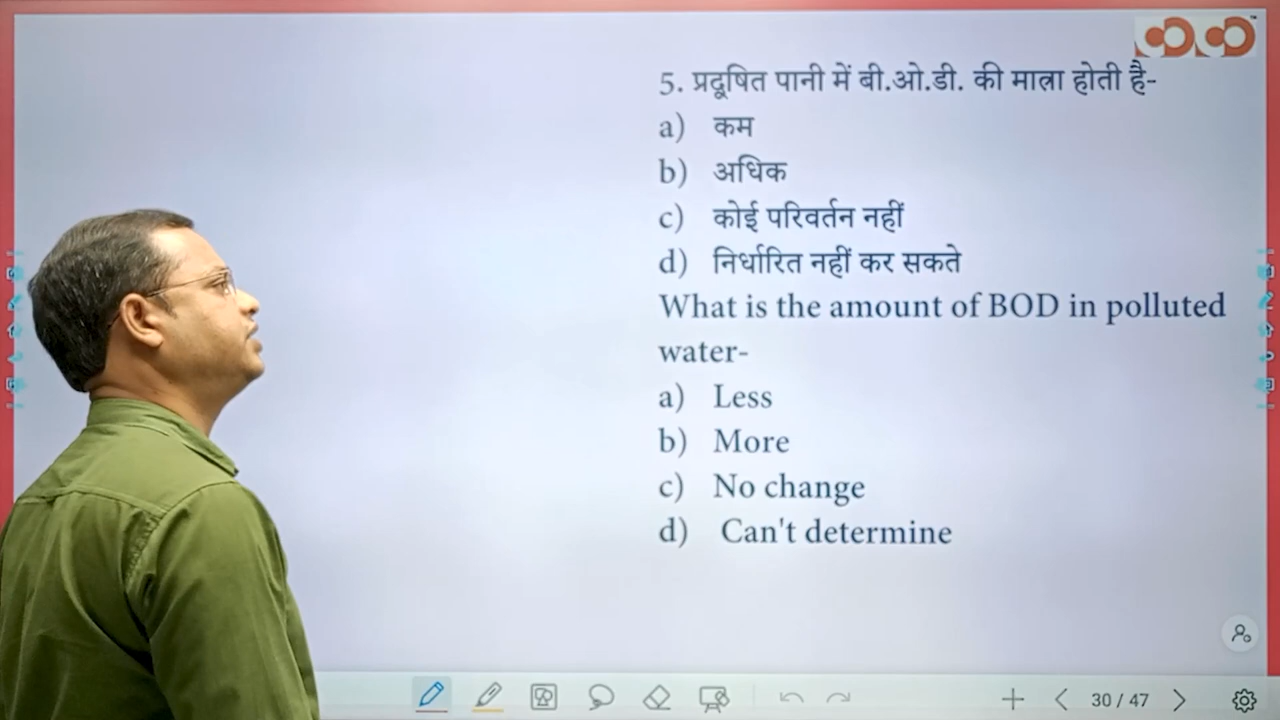 5. प्रदूषित पानी में बी.ओ.डी. की मात्रा होती है-
a) कम
b) अधिक
c) कोई परिवर्तन नहीं
d) निर्धारित नहीं कर सकते
What is the amount of BOD in polluted
water-
a) Less
b) More
c) No change
d) Can't determine
30 / 47